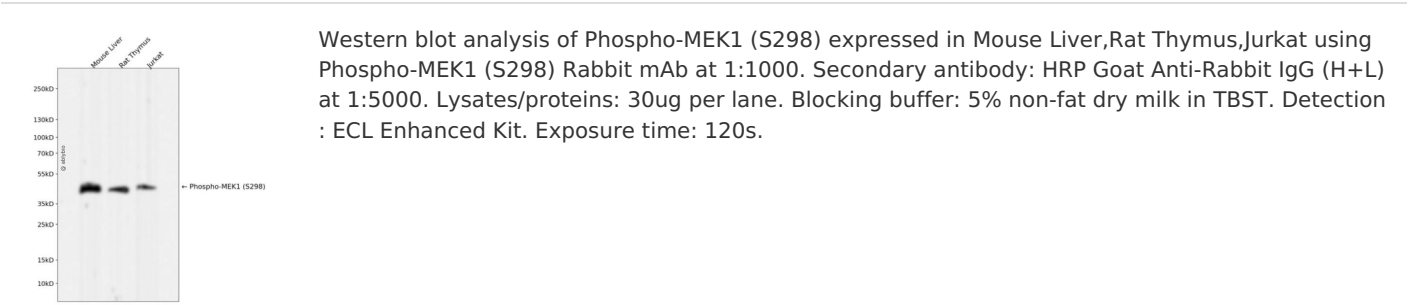 Mouse Liver
Rat Thymus
Jurkat
250kD
130kD
100kD
70kD
55kD
35kD
25kD
15kD
10kD
← Phospho-MEK1 (S298)
Western blot analysis of Phospho-MEK1 (S298) expressed in Mouse Liver,Rat Thymus,Jurkat using
Phospho-MEK1 (S298) Rabbit mAb at 1:1000. Secondary antibody: HRP Goat Anti-Rabbit IgG (H+L)
at 1:5000. Lysates/proteins: 30ug per lane. Blocking buffer: 5% non-fat dry milk in TBST. Detection
: ECL Enhanced Kit. Exposure time: 120s.